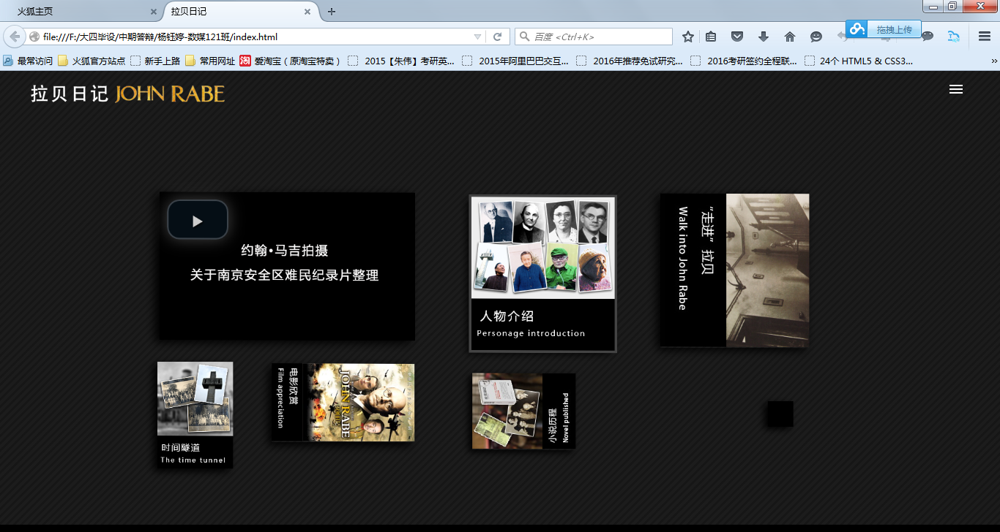 火狐主页
拉贝日记
file:///F:/大四毕设/中期答辩/杨钰婷-数媒121班/index.html
百度 <Ctrl+K>
拖拽上传
最常访问
火狐官方站点
新手上路
常用网址
淘
爱淘宝（原淘宝特卖）
2015【朱伟】考研英...
2015年阿里巴巴交互...
2016年推荐免试研究...
2016考研签约全程联...
24个 HTML5 & CSS3...
拉贝日记 JOHN RABE
约翰•马吉拍摄
关于南京安全区难民纪录片整理
人物介绍
Personage introduction
“走进” 拉贝
Walk into John Rabe
时间隧道
The time tunnel
电影欣赏
Film appreciation
JOHN RABE
小说历程
Novel published